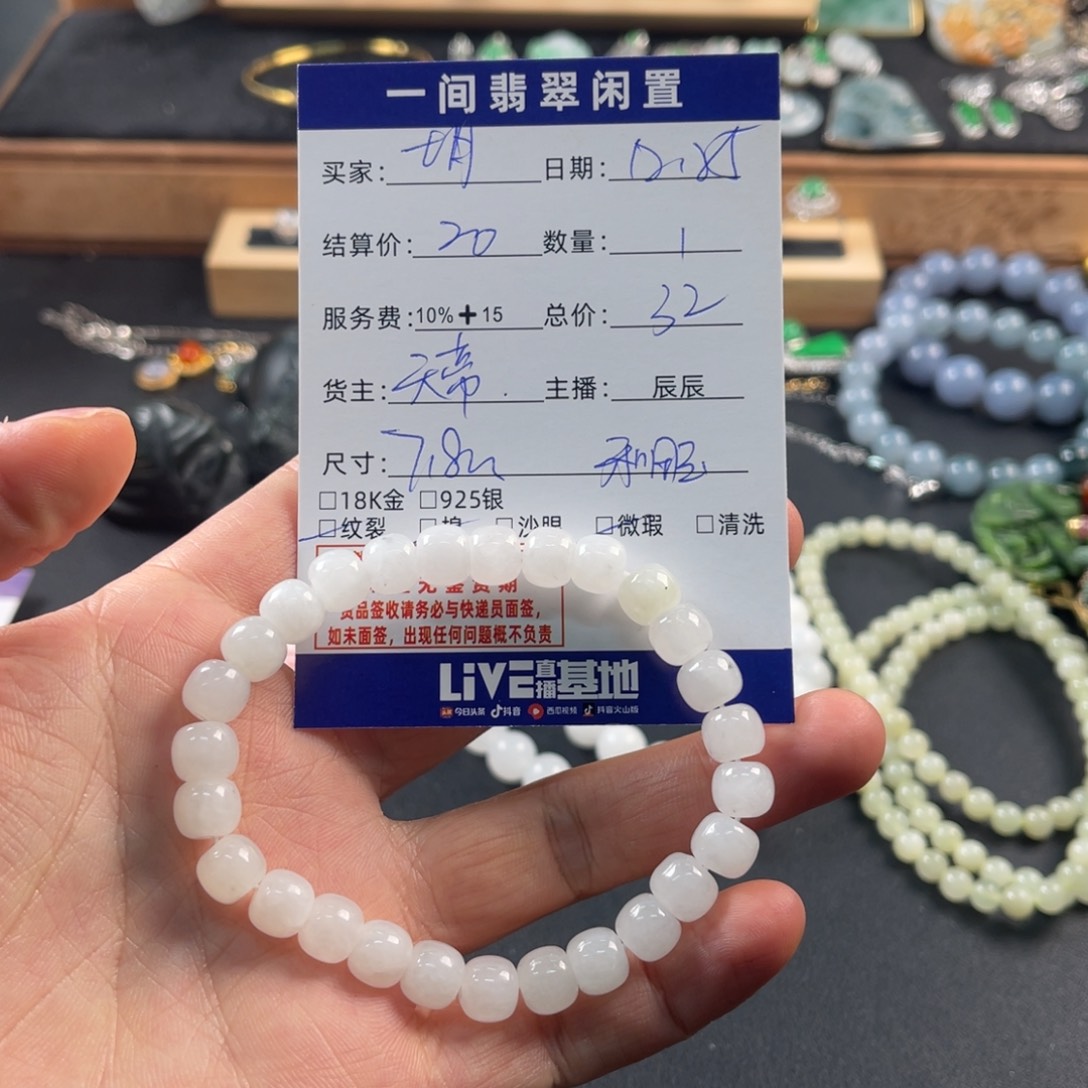 一间翡翠闲置
买家: 日期:
结算价: 20 数量: 1
服务费:10%+15 总价: 32
货主: 天帝 主播: 辰辰
尺寸:
□18K金 □925银
□纹裂 □棉 □沙眼 □微瑕 □清洗
货品签收请务必与快递员面签，
如未面签，出现任何问题概不负责
LiVE直播基地
今日头条 抖音 西瓜视频 抖音火山版